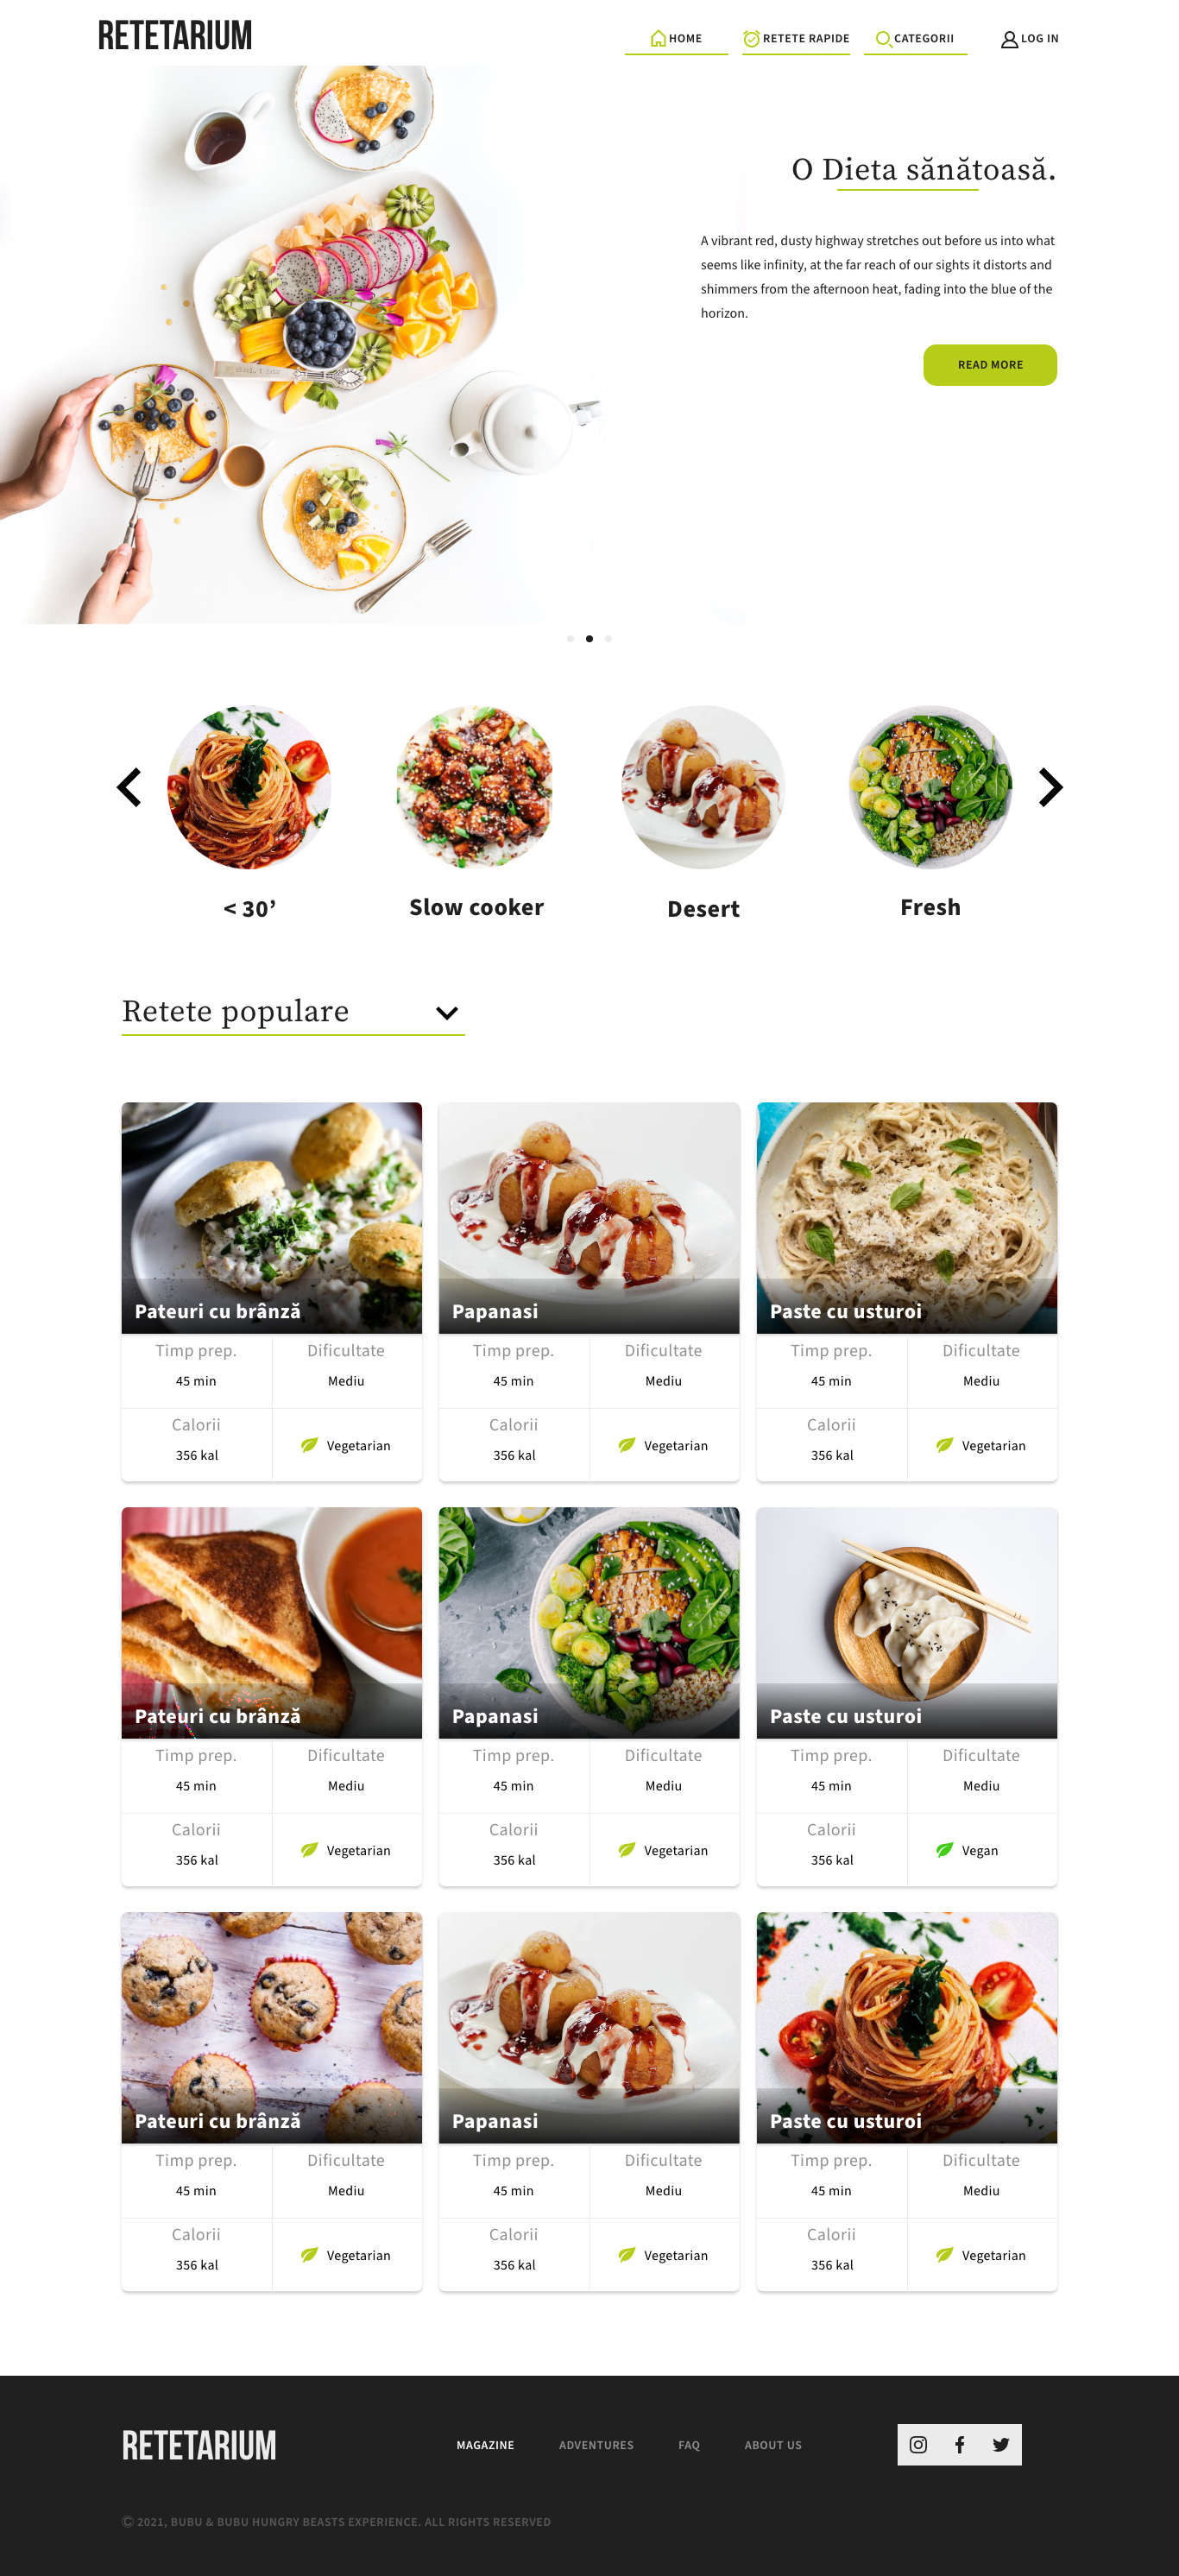 RETETARIUM
HOME
RETETE RAPIDE
CATEGORII
LOG IN
O Dieta sănătoasă.
A vibrant red, dusty highway stretches out before us into what
seems like infinity, at the far reach of our sights it distorts and
shimmers from the afternoon heat, fading into the blue of the
horizon.
READ MORE
< 30’
Slow cooker
Desert
Fresh
Retete populare
Pateuri cu brânză
Papanasi
Paste cu usturoi
Timp prep.
Dificultate
Timp prep.
Dificultate
Timp prep.
Dificultate
45 min
Mediu
45 min
Mediu
45 min
Mediu
Calorii
Calorii
Calorii
356 kal
Vegetarian
356 kal
Vegetarian
356 kal
Vegetarian
Pateuri cu brânză
Papanasi
Paste cu usturoi
Timp prep.
Dificultate
Timp prep.
Dificultate
Timp prep.
Dificultate
45 min
Mediu
45 min
Mediu
45 min
Mediu
Calorii
Calorii
Calorii
356 kal
Vegetarian
356 kal
Vegetarian
356 kal
Vegan
Pateuri cu brânză
Papanasi
Paste cu usturoi
Timp prep.
Dificultate
Timp prep.
Dificultate
Timp prep.
Dificultate
45 min
Mediu
45 min
Mediu
45 min
Mediu
Calorii
Calorii
Calorii
356 kal
Vegetarian
356 kal
Vegetarian
356 kal
Vegetarian
RETETARIUM
MAGAZINE
ADVENTURES
FAQ
ABOUT US
© 2021, BUBU & BUBU HUNGRY BEASTS EXPERIENCE. ALL RIGHTS RESERVED